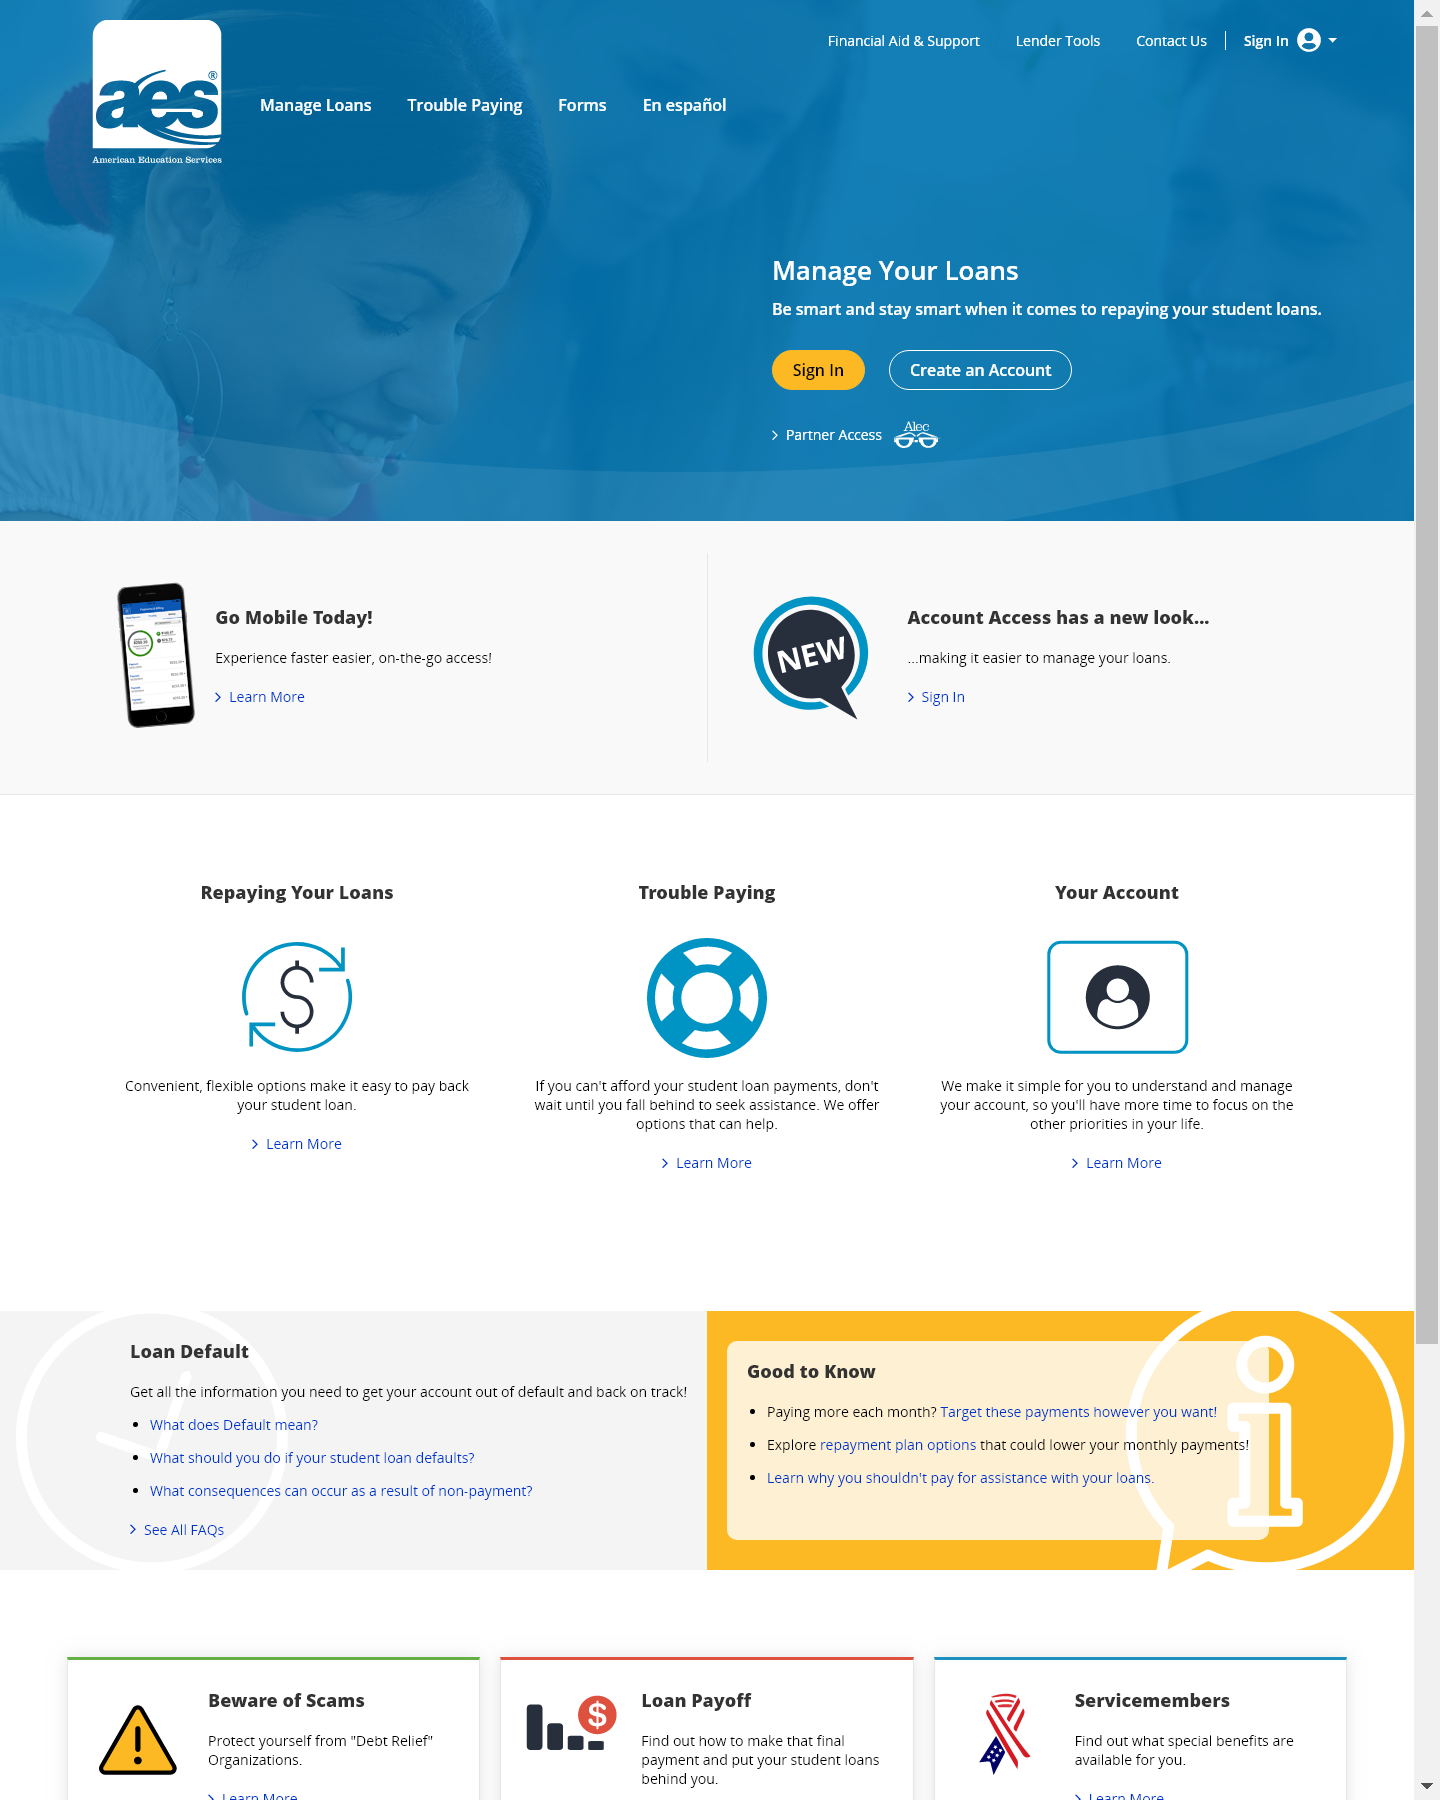 Financial Aid & Support
Lender Tools
Contact Us
Sign In
aes®
American Education Services
Manage Loans
Trouble Paying
Forms
En español
Manage Your Loans
Be smart and stay smart when it comes to repaying your student loans.
Sign In
Create an Account
Partner Access
Alec
Go Mobile Today!
Experience faster easier, on-the-go access!
Learn More
NEW
Account Access has a new look...
...making it easier to manage your loans.
Sign In
Repaying Your Loans
$
Convenient, flexible options make it easy to pay back
your student loan.
Learn More
Trouble Paying
If you can't afford your student loan payments, don't
wait until you fall behind to seek assistance. We offer
options that can help.
Learn More
Your Account
We make it simple for you to understand and manage
your account, so you'll have more time to focus on the
other priorities in your life.
Learn More
Loan Default
Get all the information you need to get your account out of default and back on track!
What does Default mean?
What should you do if your student loan defaults?
What consequences can occur as a result of non-payment?
See All FAQs
Good to Know
Paying more each month? Target these payments however you want!
Explore repayment plan options that could lower your monthly payments!
Learn why you shouldn't pay for assistance with your loans.
Beware of Scams
Protect yourself from "Debt Relief"
Organizations.
Learn More
$
Loan Payoff
Find out how to make that final
payment and put your student loans
behind you.
Servicemembers
Find out what special benefits are
available for you.
Learn More